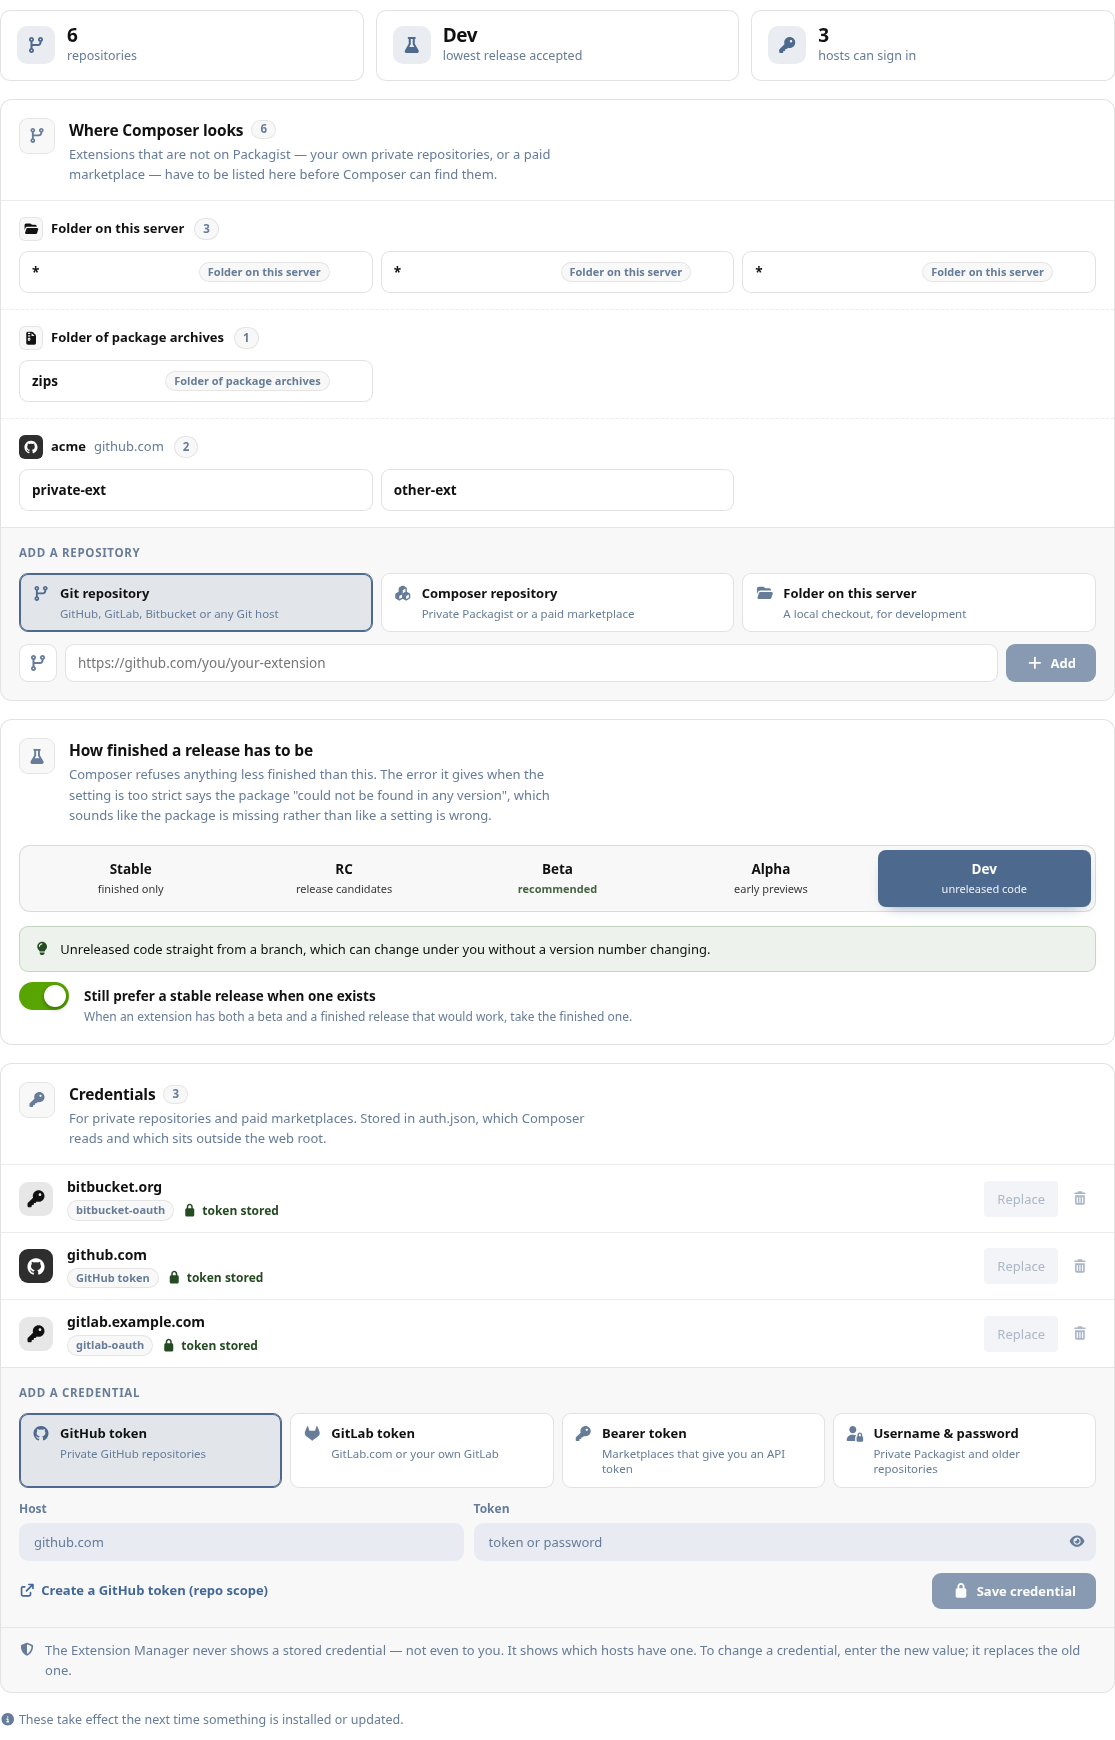 6
repositories
Dev
lowest release accepted
3
hosts can sign in
Where Composer looks 6
Extensions that are not on Packagist — your own private repositories, or a paid
marketplace — have to be listed here before Composer can find them.
Folder on this server 3
* Folder on this server
* Folder on this server
* Folder on this server
Folder of package archives 1
zips Folder of package archives
acme github.com 2
private-ext
other-ext
ADD A REPOSITORY
Git repository
GitHub, GitLab, Bitbucket or any Git host
Composer repository
Private Packagist or a paid marketplace
Folder on this server
A local checkout, for development
https://github.com/you/your-extension
Add
How finished a release has to be
Composer refuses anything less finished than this. The error it gives when the
setting is too strict says the package "could not be found in any version", which
sounds like the package is missing rather than like a setting is wrong.
Stable
finished only
RC
release candidates
Beta
recommended
Alpha
early previews
Dev
unreleased code
Unreleased code straight from a branch, which can change under you without a version number changing.
Still prefer a stable release when one exists
When an extension has both a beta and a finished release that would work, take the finished one.
Credentials 3
For private repositories and paid marketplaces. Stored in auth.json, which Composer
reads and which sits outside the web root.
bitbucket.org
bitbucket-oauth token stored
Replace
github.com
GitHub token token stored
Replace
gitlab.example.com
gitlab-oauth token stored
Replace
ADD A CREDENTIAL
GitHub token
Private GitHub repositories
GitLab token
GitLab.com or your own GitLab
Bearer token
Marketplaces that give you an API
token
Username & password
Private Packagist and older
repositories
Host
github.com
Token
token or password
Create a GitHub token (repo scope)
Save credential
The Extension Manager never shows a stored credential — not even to you. It shows which hosts have one. To change a credential, enter the new value; it replaces the old
one.
These take effect the next time something is installed or updated.